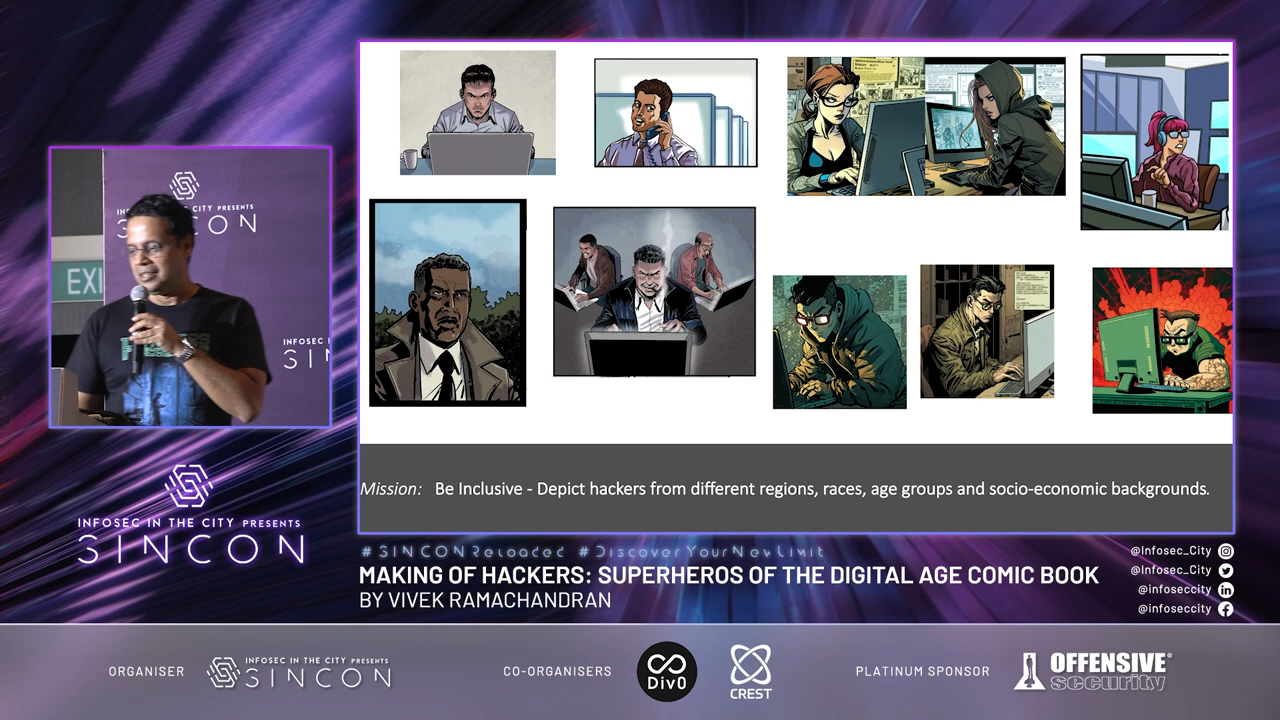 EXI
INFOSEC IN THE CITY PRESENTS
SINCON
INFOSEC
SIN
INFOSEC IN THE CITY PRESENTS
SINCON
Mission: Be Inclusive - Depict hackers from different regions, races, age groups and socio-economic backgrounds.
#SINCONReloaded #DiscoverYourNewLimit
MAKING OF HACKERS: SUPERHEROS OF THE DIGITAL AGE COMIC BOOK
BY VIVEK RAMACHANDRAN
@Infosec_City
@Infosec_City
@infoseccity
@infoseccity
ORGANISER
INFOSEC IN THE CITY PRESENTS
SINCON
CO-ORGANISERS
Div0
CREST
PLATINUM SPONSOR
OFFENSIVE®
security